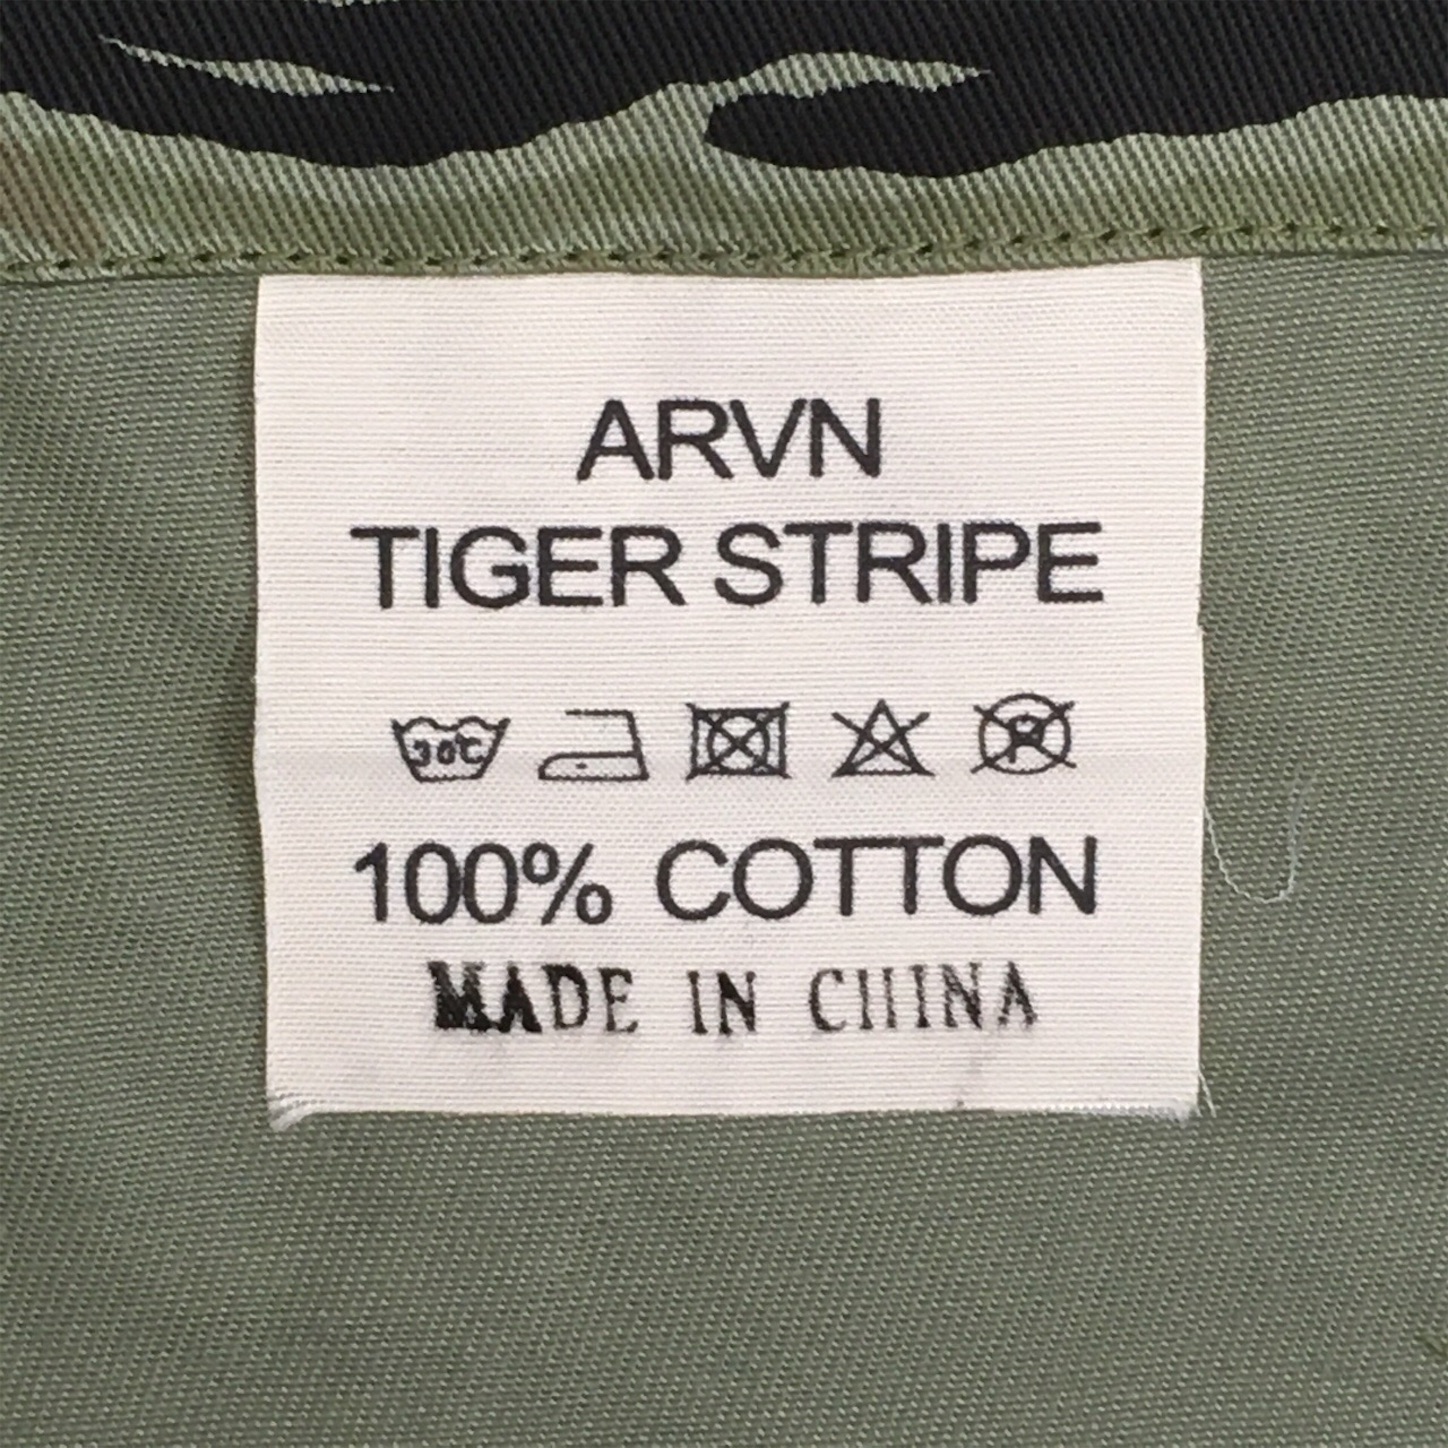 ARVN
TIGER STRIPE
30℃ P
100% COTTON
MADE IN CHINA